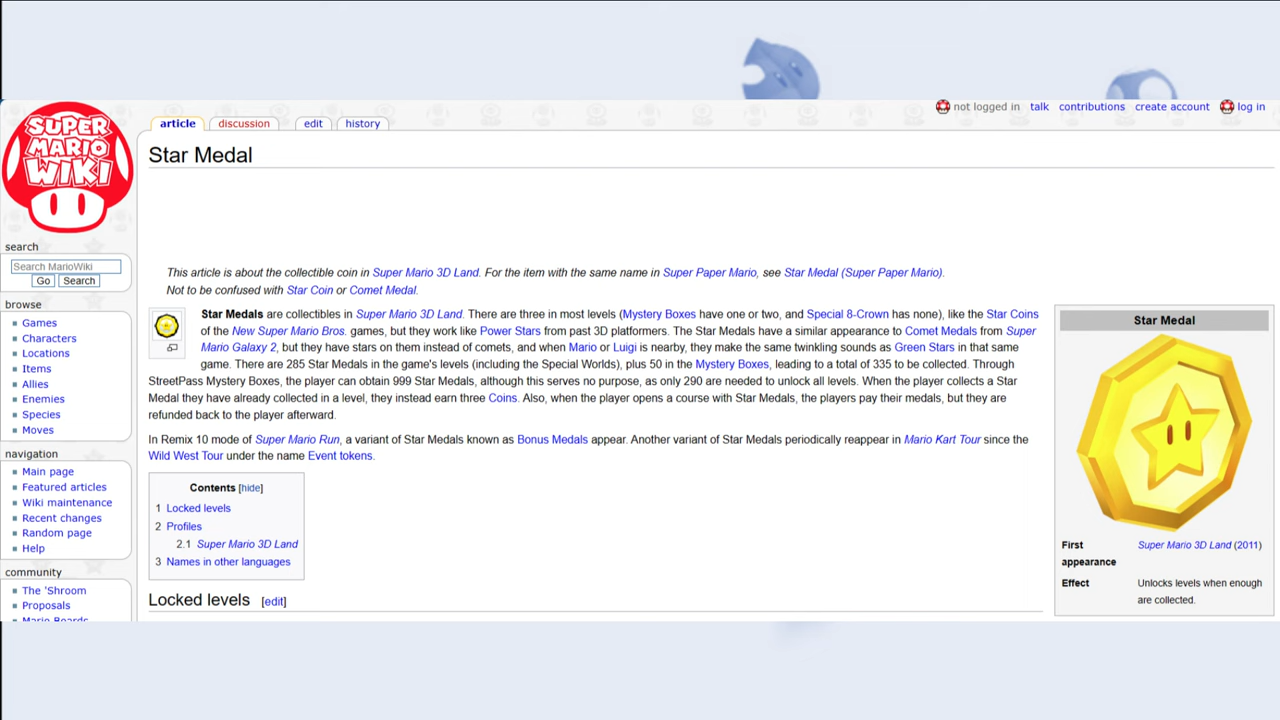 not logged in talk contributions create account log in
SUPER
MARIO
WIKI
article discussion edit history
Star Medal
search
Search MarioWiki
Go Search
browse
Games
Characters
Locations
Items
Allies
Enemies
Species
Moves
navigation
Main page
Featured articles
Wiki maintenance
Recent changes
Random page
Help
community
The 'Shroom
Proposals
Mario Boards
This article is about the collectible coin in Super Mario 3D Land. For the item with the same name in Super Paper Mario, see Star Medal (Super Paper Mario).
Not to be confused with Star Coin or Comet Medal.
Star Medals are collectibles in Super Mario 3D Land. There are three in most levels (Mystery Boxes have one or two, and Special 8-Crown has none), like the Star Coins
of the New Super Mario Bros. games, but they work like Power Stars from past 3D platformers. The Star Medals have a similar appearance to Comet Medals from Super
Mario Galaxy 2, but they have stars on them instead of comets, and when Mario or Luigi is nearby, they make the same twinkling sounds as Green Stars in that same
game. There are 285 Star Medals in the game's levels (including the Special Worlds), plus 50 in the Mystery Boxes, leading to a total of 335 to be collected. Through
StreetPass Mystery Boxes, the player can obtain 999 Star Medals, although this serves no purpose, as only 290 are needed to unlock all levels. When the player collects a Star
Medal they have already collected in a level, they instead earn three Coins. Also, when the player opens a course with Star Medals, the players pay their medals, but they are
refunded back to the player afterward.
In Remix 10 mode of Super Mario Run, a variant of Star Medals known as Bonus Medals appear. Another variant of Star Medals periodically reappear in Mario Kart Tour since the
Wild West Tour under the name Event tokens.
Contents [hide]
1 Locked levels
2 Profiles
2.1 Super Mario 3D Land
3 Names in other languages
Locked levels [edit]
Star Medal
First appearance Super Mario 3D Land (2011)
Effect Unlocks levels when enough
are collected.